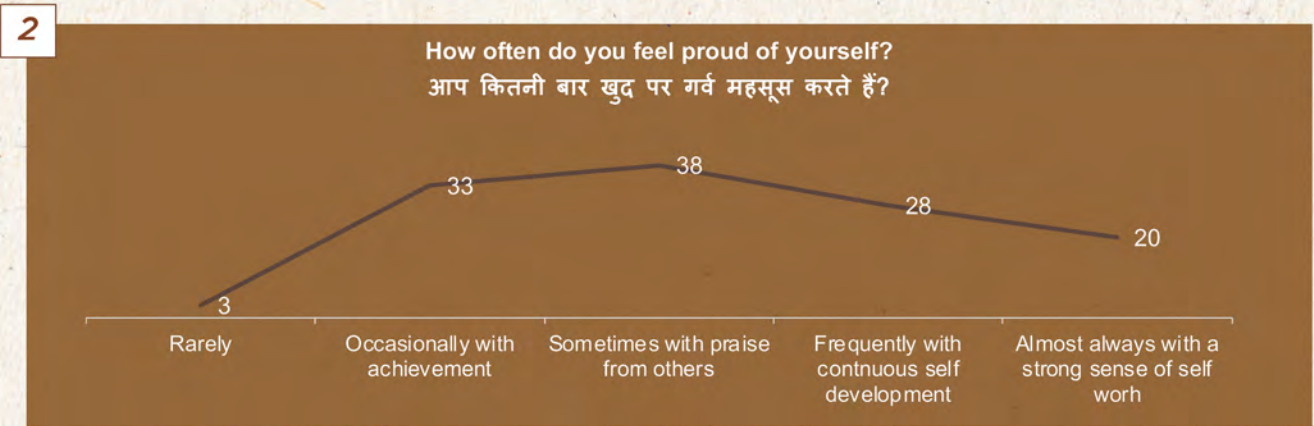 2
How often do you feel proud of yourself?
आप कितनी बार खुद पर गर्व महसूस करते हैं?
38
33
28
20
3
Rarely
Occasionally with
achievement
Sometimes with praise
from others
Frequently with
contnuous self
development
Almost always with a
strong sense of self
worh